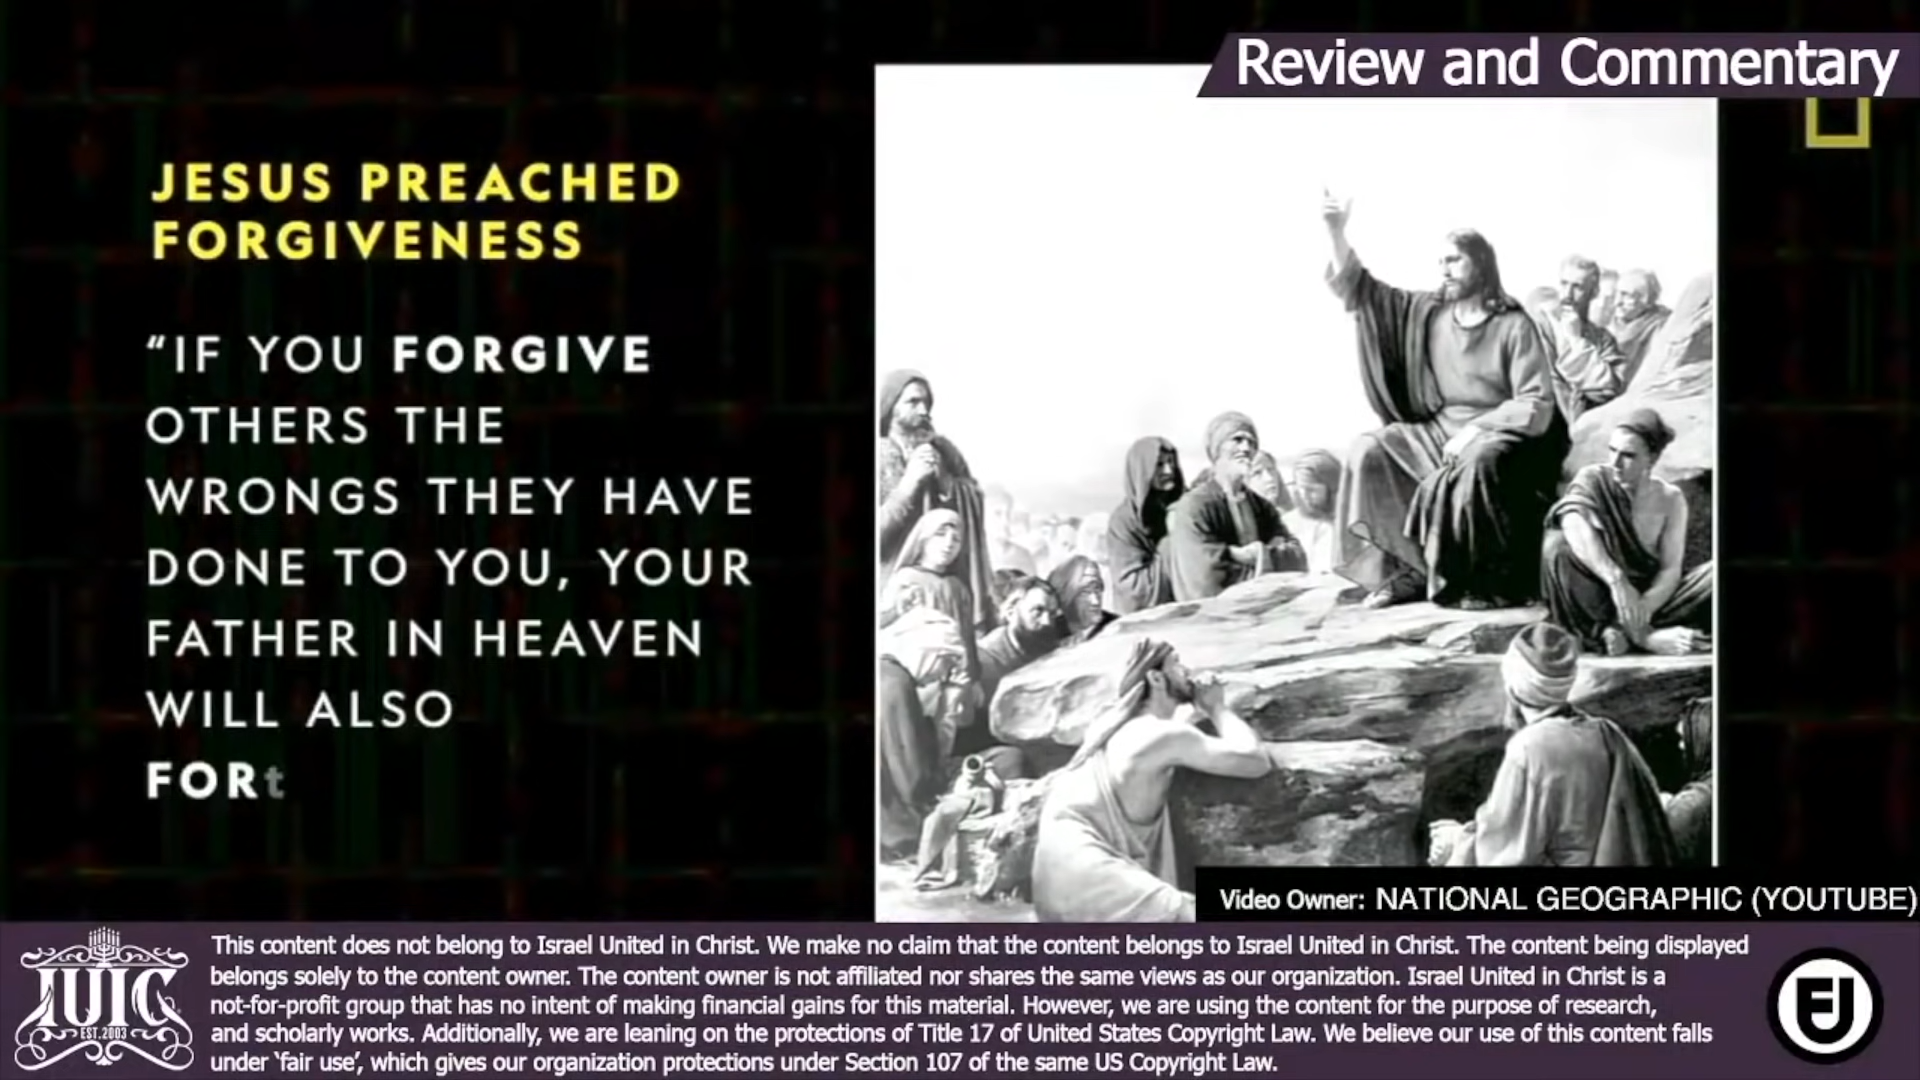 Review and Commentary
JESUS PREACHED
FORGIVENESS
“IF YOU FORGIVE
OTHERS THE
WRONGS THEY HAVE
DONE TO YOU, YOUR
FATHER IN HEAVEN
WILL ALSO
FORt
Video Owner: NATIONAL GEOGRAPHIC (YOUTUBE)
This content does not belong to Israel United in Christ. We make no claim that the content belongs to Israel United in Christ. The content being displayed
belongs solely to the content owner. The content owner is not affiliated nor shares the same views as our organization. Israel United in Christ is a
not-for-profit group that has no intent of making financial gains for this material. However, we are using the content for the purpose of research,
and scholarly works. Additionally, we are leaning on the protections of Title 17 of United States Copyright Law. We believe our use of this content falls
under ‘fair use’, which gives our organization protections under Section 107 of the same US Copyright Law.
IUIC
EST. 2003